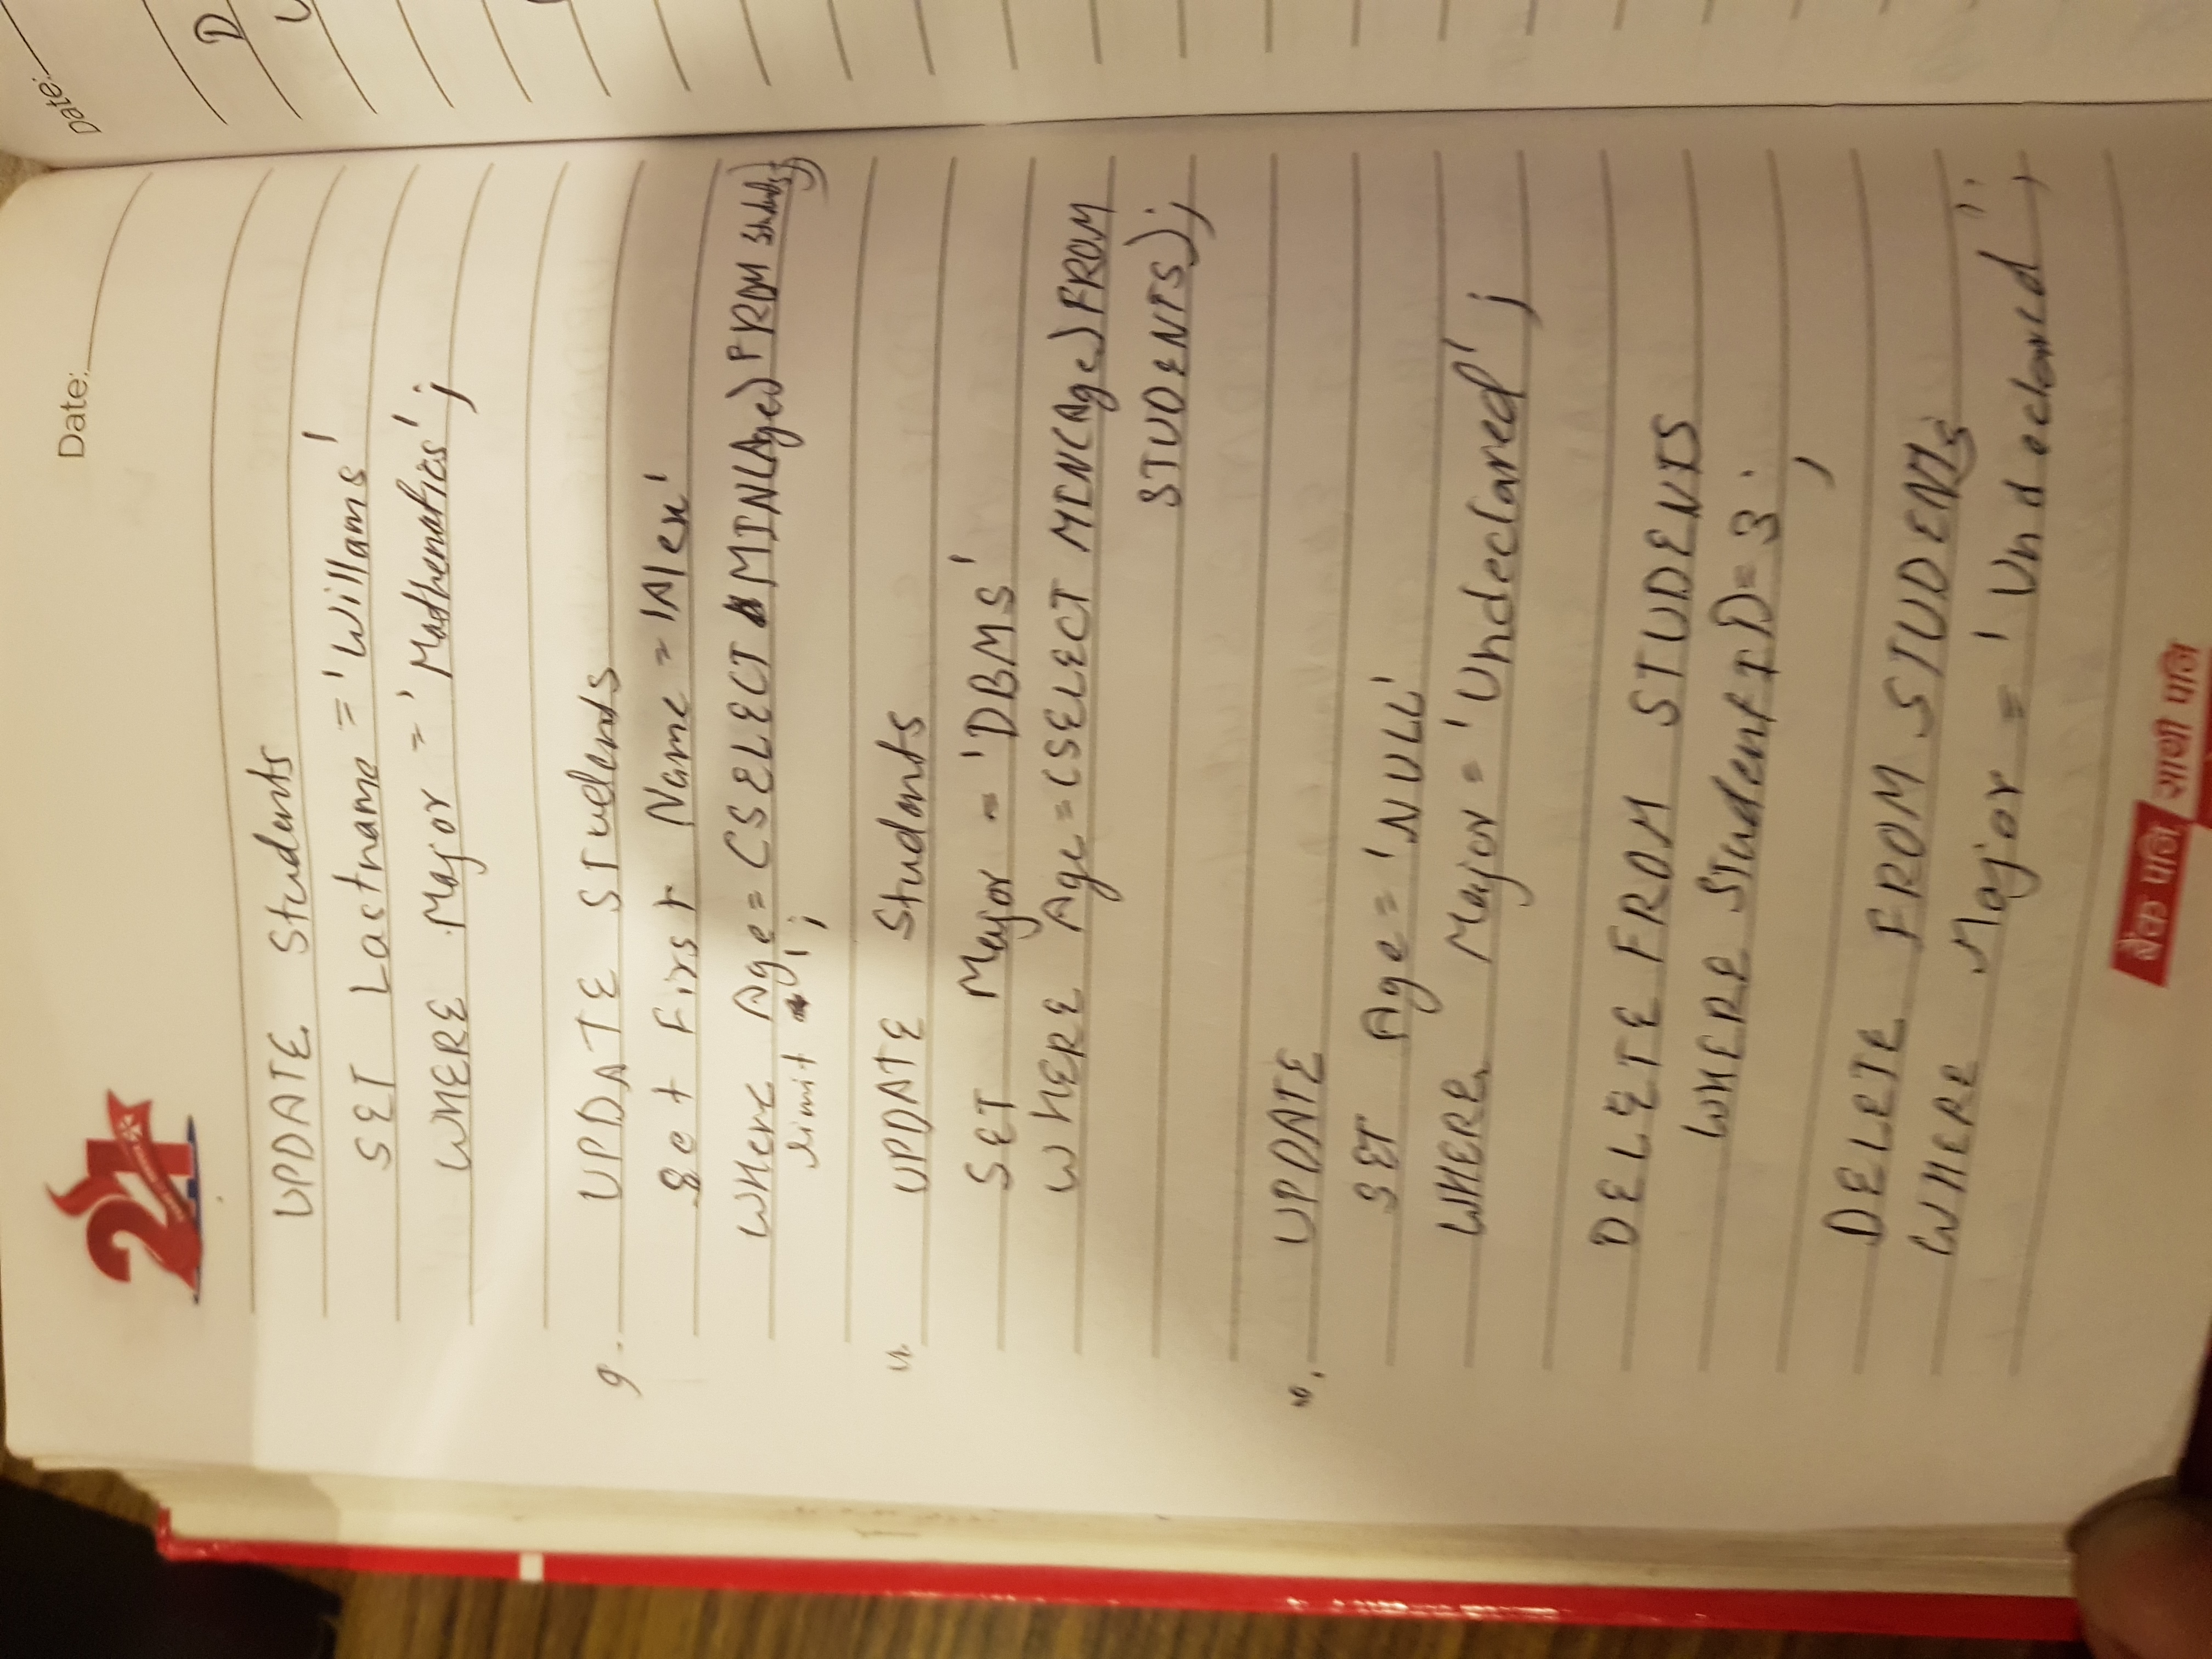 21
Date:
Date:
UPDATE Students
SET Lastname = 'Willams'
WHERE Major = 'Mathematics' ;
9. UPDATE Students
Set First Name = 'Alex'
Where Age = (SELECT MIN(Age) FROM Students)
limit 1 ;
UPDATE Students
SET Major = 'DBMS'
WHERE Age = (SELECT MIN(Age) FROM
STUDENTS);
UPDATE
SET Age = 'NULL'
WHERE Major = 'Undeclared' ;
DELETE FROM STUDENTS
WHERE StudentID = 3 ;
DELETE FROM STUDENTS
WHERE Major = 'Undeclared' ;
बैंक पनि साथी पनि